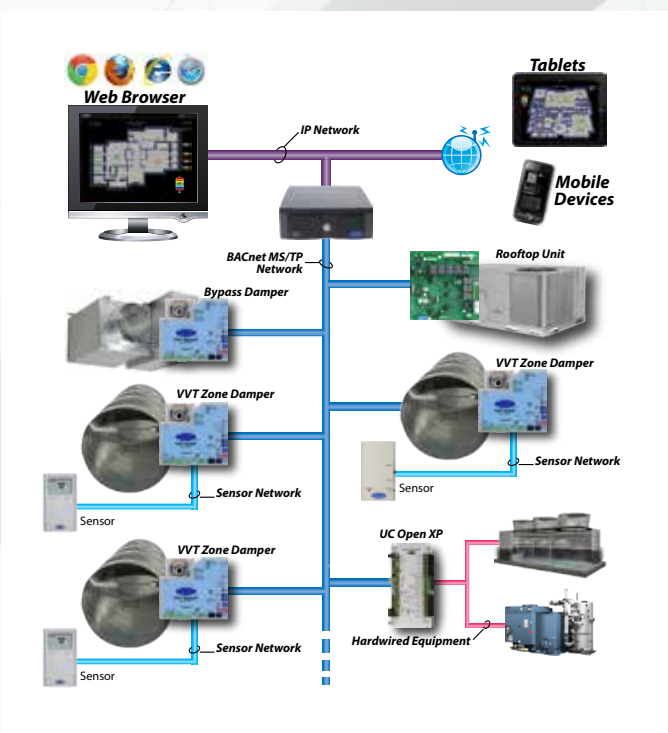 Tablets
Web Browser
IP Network
Mobile
Devices
BACnet MS/TP
Network
Rooftop Unit
Bypass Damper
VVT Zone Damper
VVT Zone Damper
Sensor Network
Sensor
Sensor Network
Sensor
UC Open XP
VVT Zone Damper
Hardwired Equipment
Sensor Network
Sensor